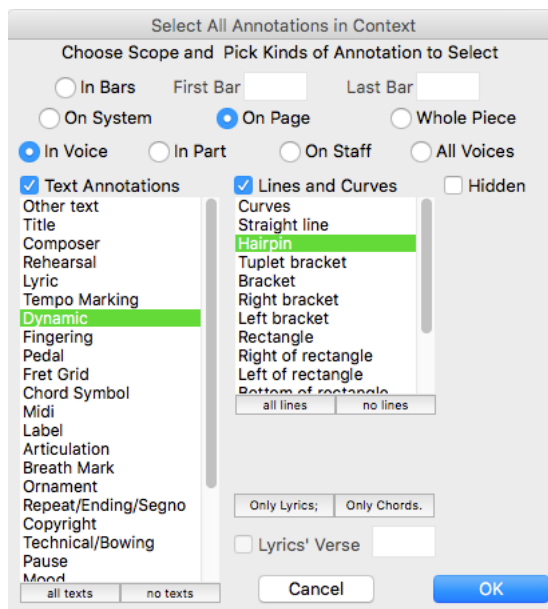 Select All Annotations in Context
Choose Scope and Pick Kinds of Annotation to Select
In Bars First Bar Last Bar
On System On Page Whole Piece
In Voice In Part On Staff All Voices
Text Annotations
Other text
Title
Composer
Rehearsal
Lyric
Tempo Marking
Dynamic
Fingering
Pedal
Fret Grid
Chord Symbol
Midi
Label
Articulation
Breath Mark
Ornament
Repeat/Ending/Segno
Copyright
Technical/Bowing
Pause
Mood
all texts no texts
Lines and Curves
Curves
Straight line
Hairpin
Tuplet bracket
Bracket
Right bracket
Left bracket
Rectangle
Right of rectangle
Left of rectangle
Bottom of rectangle
all lines no lines
Hidden
Only Lyrics; Only Chords.
Lyrics' Verse
Cancel OK